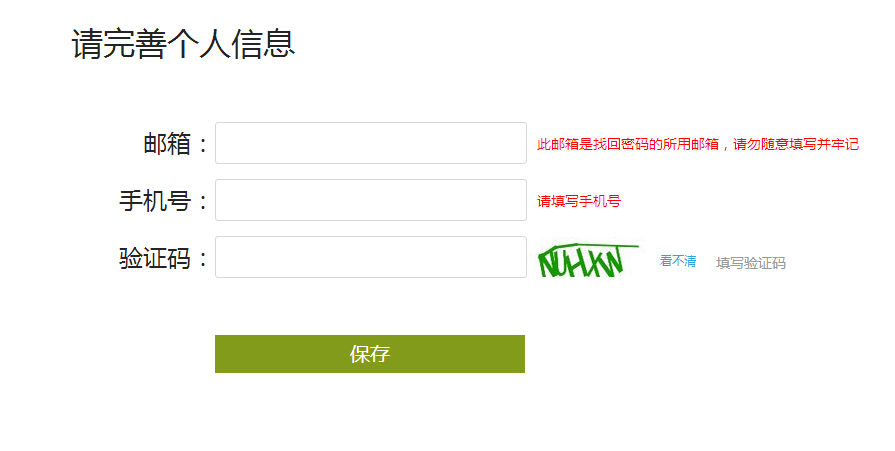 请完善个人信息
邮箱： 此邮箱是找回密码的所用邮箱，请勿随意填写并牢记
手机号： 请填写手机号
验证码： NUHXW 看不清 填写验证码
保存